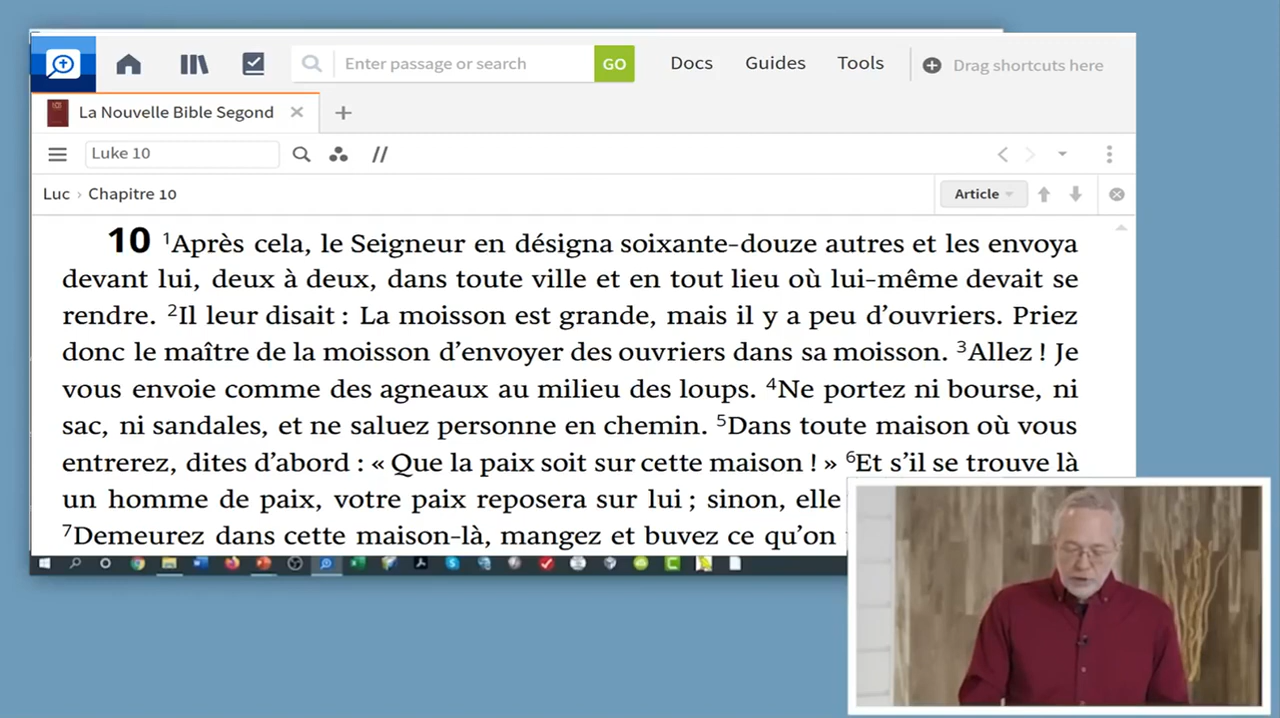 Enter passage or search
GO
Docs
Guides
Tools
Drag shortcuts here
La Nouvelle Bible Segond
Luke 10
Luc › Chapitre 10
Article
10 ¹Après cela, le Seigneur en désigna soixante-douze autres et les envoya
devant lui, deux à deux, dans toute ville et en tout lieu où lui-même devait se
rendre. ²Il leur disait : La moisson est grande, mais il y a peu d’ouvriers. Priez
donc le maître de la moisson d’envoyer des ouvriers dans sa moisson. ³Allez ! Je
vous envoie comme des agneaux au milieu des loups. ⁴Ne portez ni bourse, ni
sac, ni sandales, et ne saluez personne en chemin. ⁵Dans toute maison où vous
entrerez, dites d’abord : « Que la paix soit sur cette maison ! » ⁶Et s’il se trouve là
un homme de paix, votre paix reposera sur lui ; sinon, elle
⁷Demeurez dans cette maison-là, mangez et buvez ce qu’on